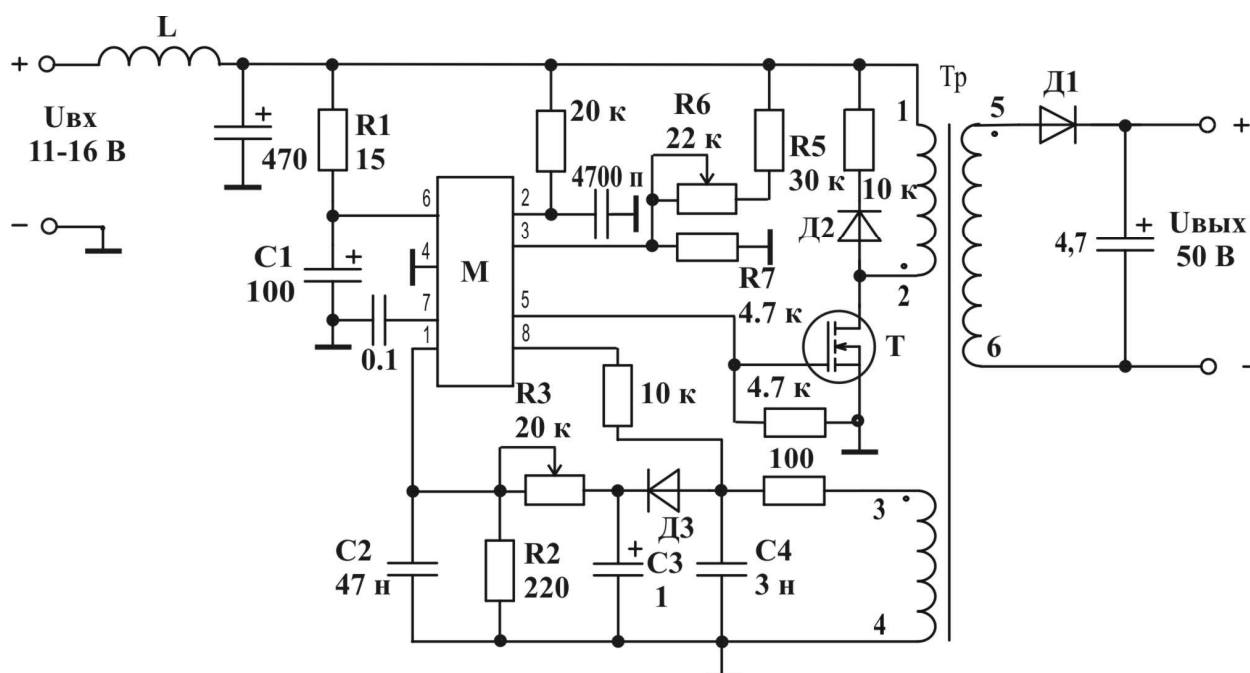 L
+
Uвх
11-16 В
−
+
470
R1
15
20 к
4700 п
R6
22 к
R5
30 к
10 к
Тр
1
2
5
6
Д1
+
+
4,7
Uвых
50 В
-
6
4
7
1
М
2
3
5
8
C1
100
+
0.1
R7
4.7 к
Д2
Т
4.7 к
R3
20 к
10 к
100
3
4
C2
47 н
R2
220
+
C3
1
Д3
C4
3 н